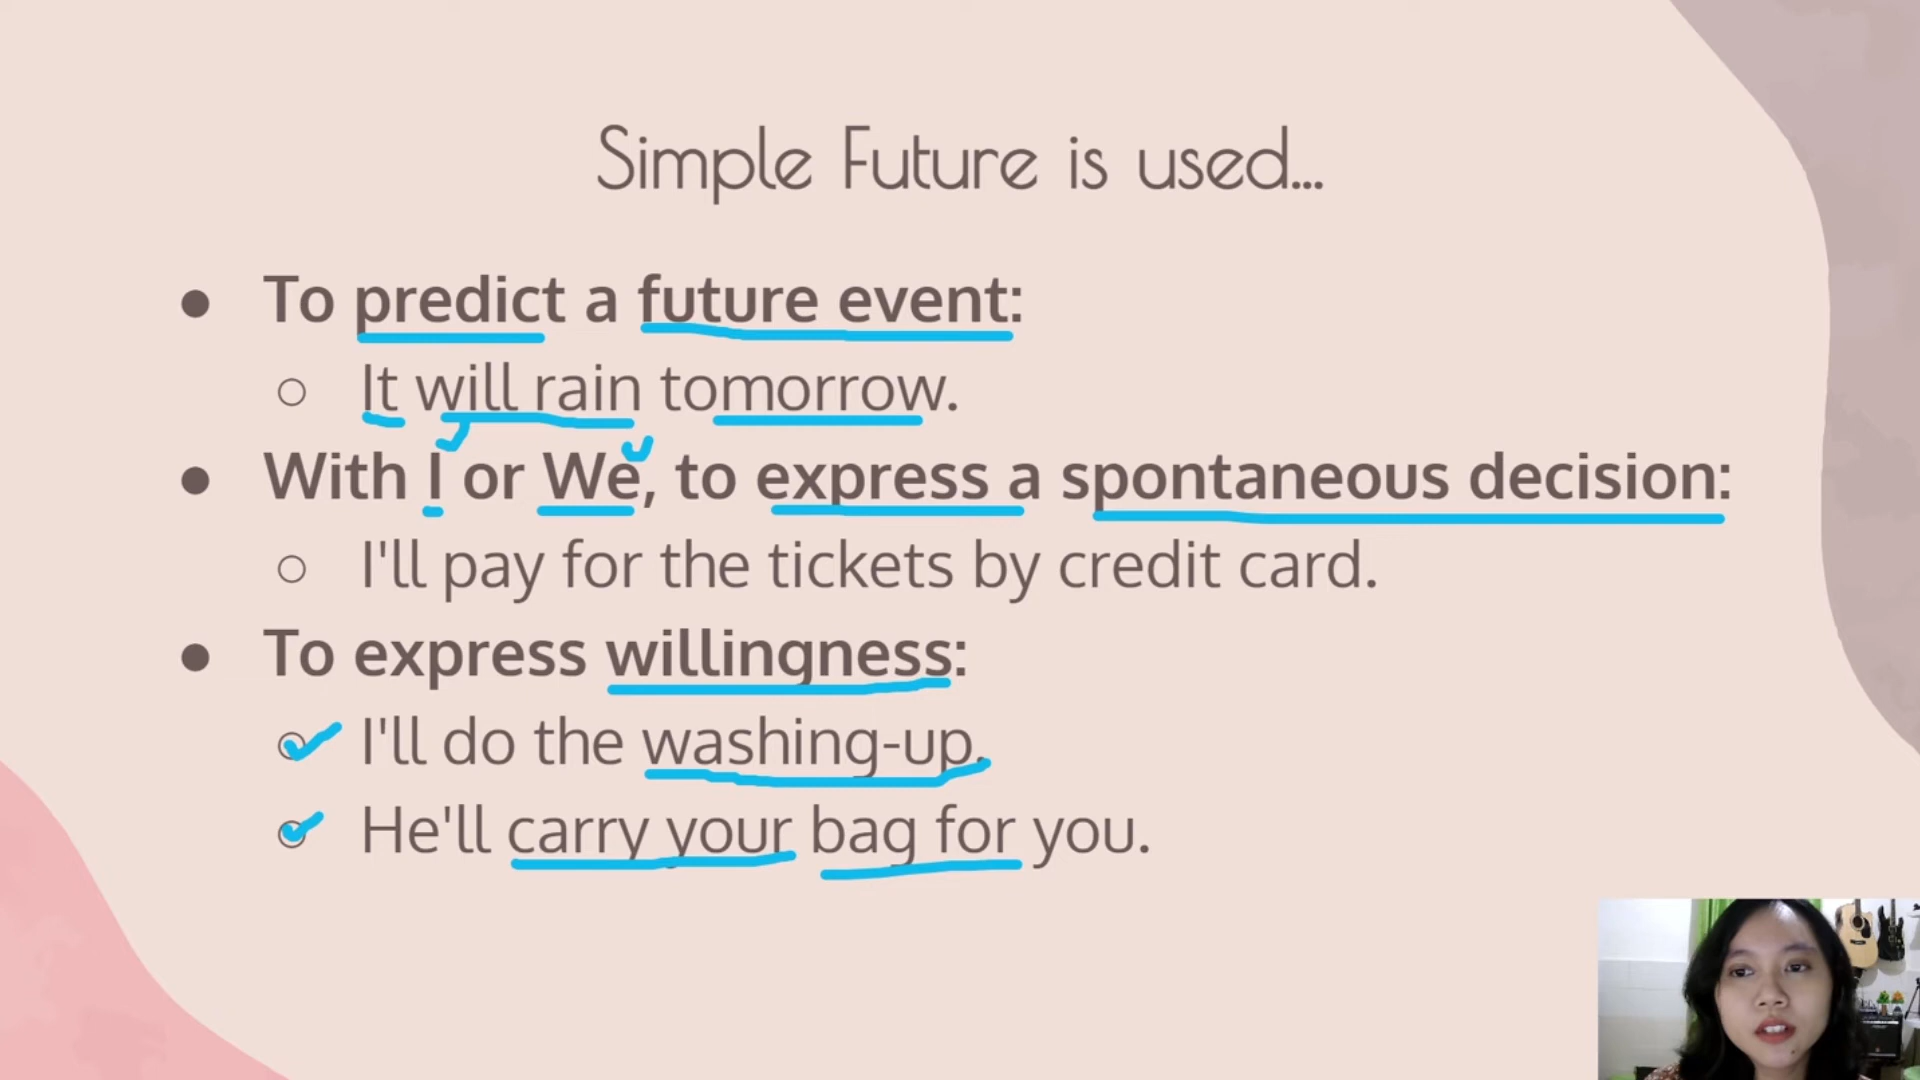 Simple Future is used...
● To predict a future event:
○ It will rain tomorrow.
● With I or We, to express a spontaneous decision:
○ I'll pay for the tickets by credit card.
● To express willingness:
○ I'll do the washing-up.
○ He'll carry your bag for you.